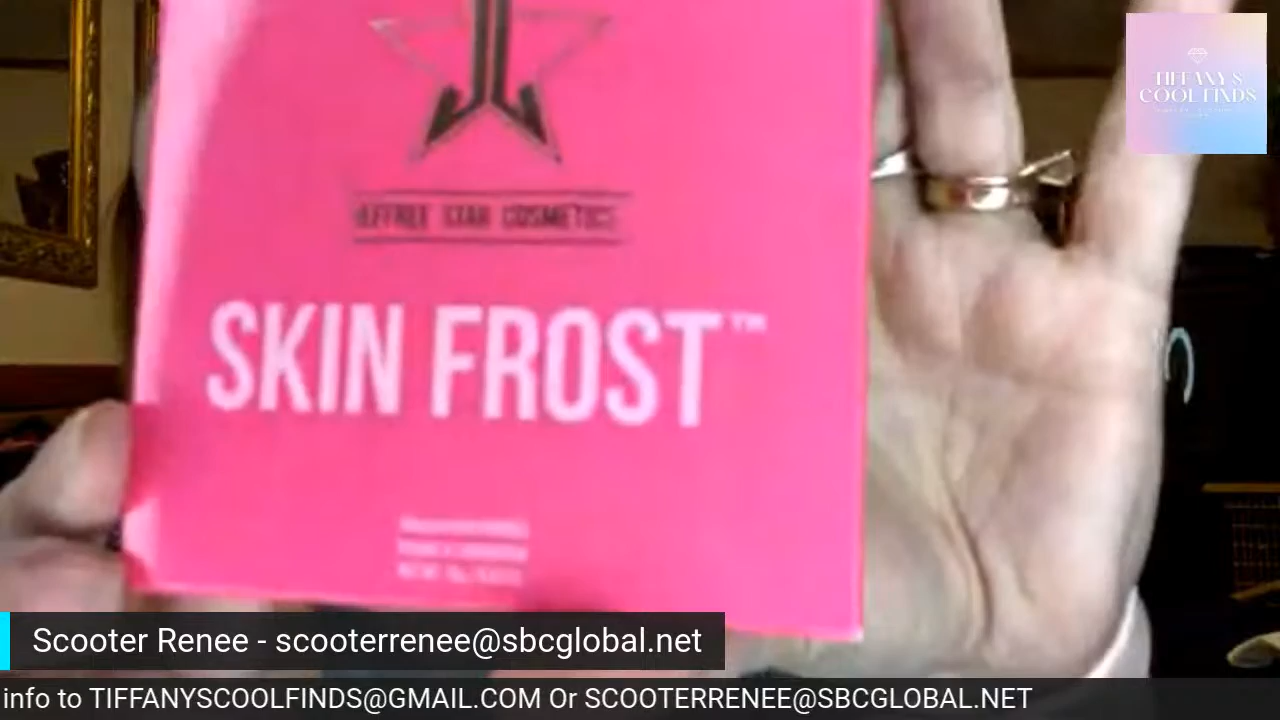 TIFFANY'S
COOL FINDS
JEFFREE STAR COSMETICS
SKIN FROST™
Scooter Renee - scooterrenee@sbcglobal.net
info to TIFFANYSCOOLFINDS@GMAIL.COM Or SCOOTERRENEE@SBCGLOBAL.NET